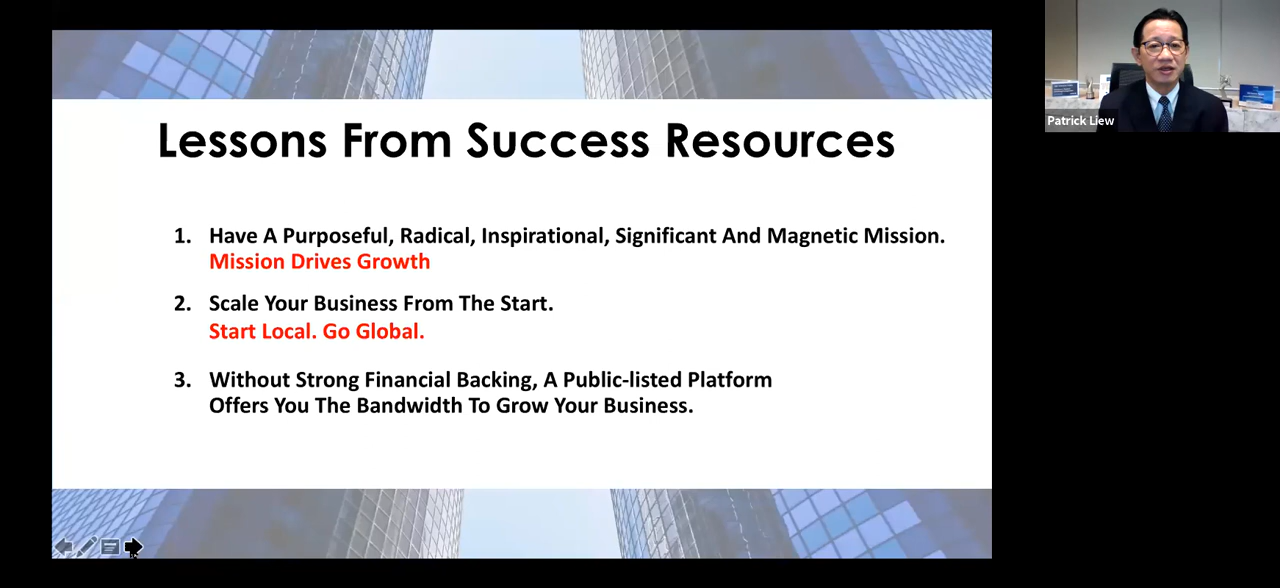 Lessons From Success Resources
1. Have A Purposeful, Radical, Inspirational, Significant And Magnetic Mission.
Mission Drives Growth
2. Scale Your Business From The Start.
Start Local. Go Global.
3. Without Strong Financial Backing, A Public-listed Platform
Offers You The Bandwidth To Grow Your Business.
Patrick Liew